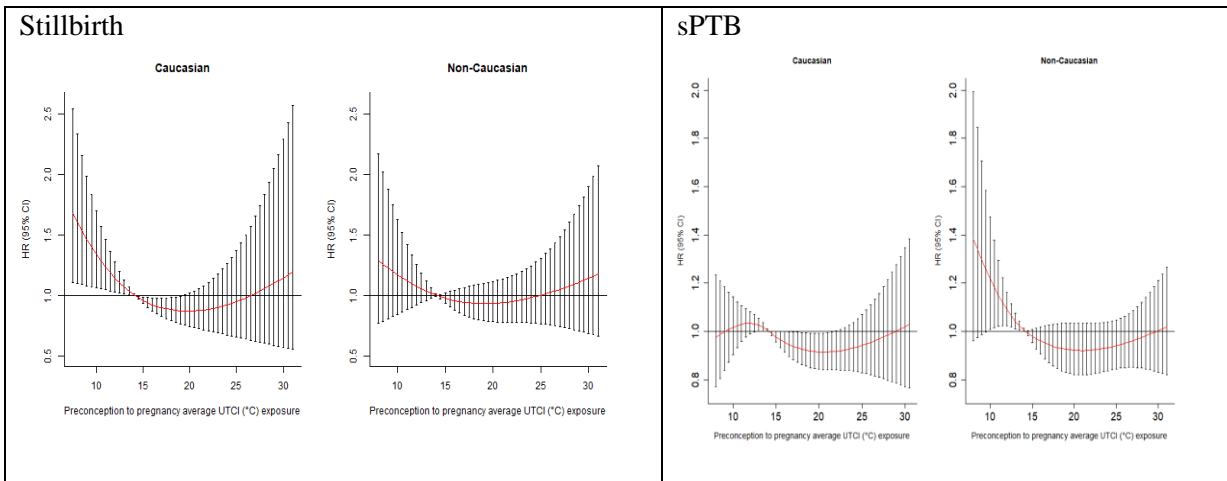 Stillbirth
Caucasian
HR (95% CI)
0.5 1.0 1.5 2.0 2.5
10 15 20 25 30
Preconception to pregnancy average UTCI (°C) exposure
Non-Caucasian
HR (95% CI)
0.5 1.0 1.5 2.0 2.5
10 15 20 25 30
Preconception to pregnancy average UTCI (°C) exposure
sPTB
Caucasian
HR (95% CI)
0.8 1.0 1.2 1.4 1.6 1.8 2.0
10 15 20 25 30
Preconception to pregnancy average UTCI (°C) exposure
Non-Caucasian
HR (95% CI)
0.8 1.0 1.2 1.4 1.6 1.8 2.0
10 15 20 25 30
Preconception to pregnancy average UTCI (°C) exposure